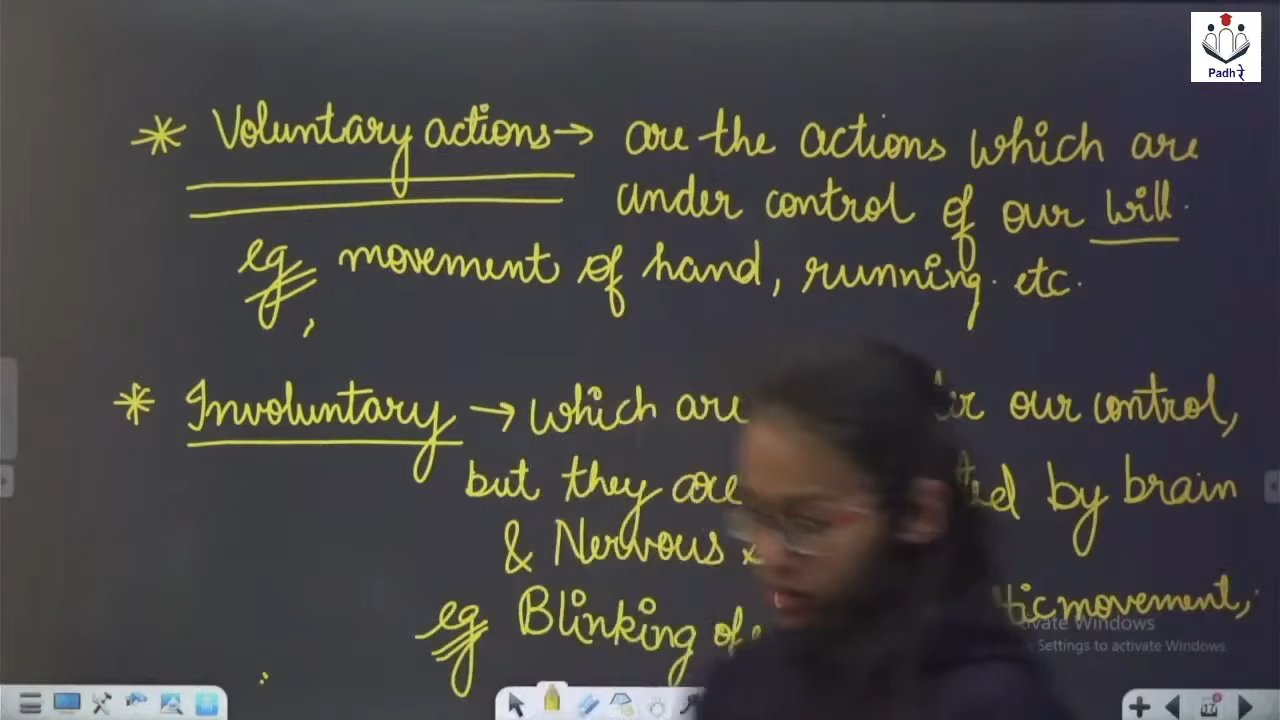 Padhरे
* Voluntary actions → are the actions which are
under control of our will.
eg, movement of hand, running. etc.
* Involuntary → which are our control,
but they are by brain
& Nervous
eg Blinking of movement,
Windows
Settings to activate Windows.
17